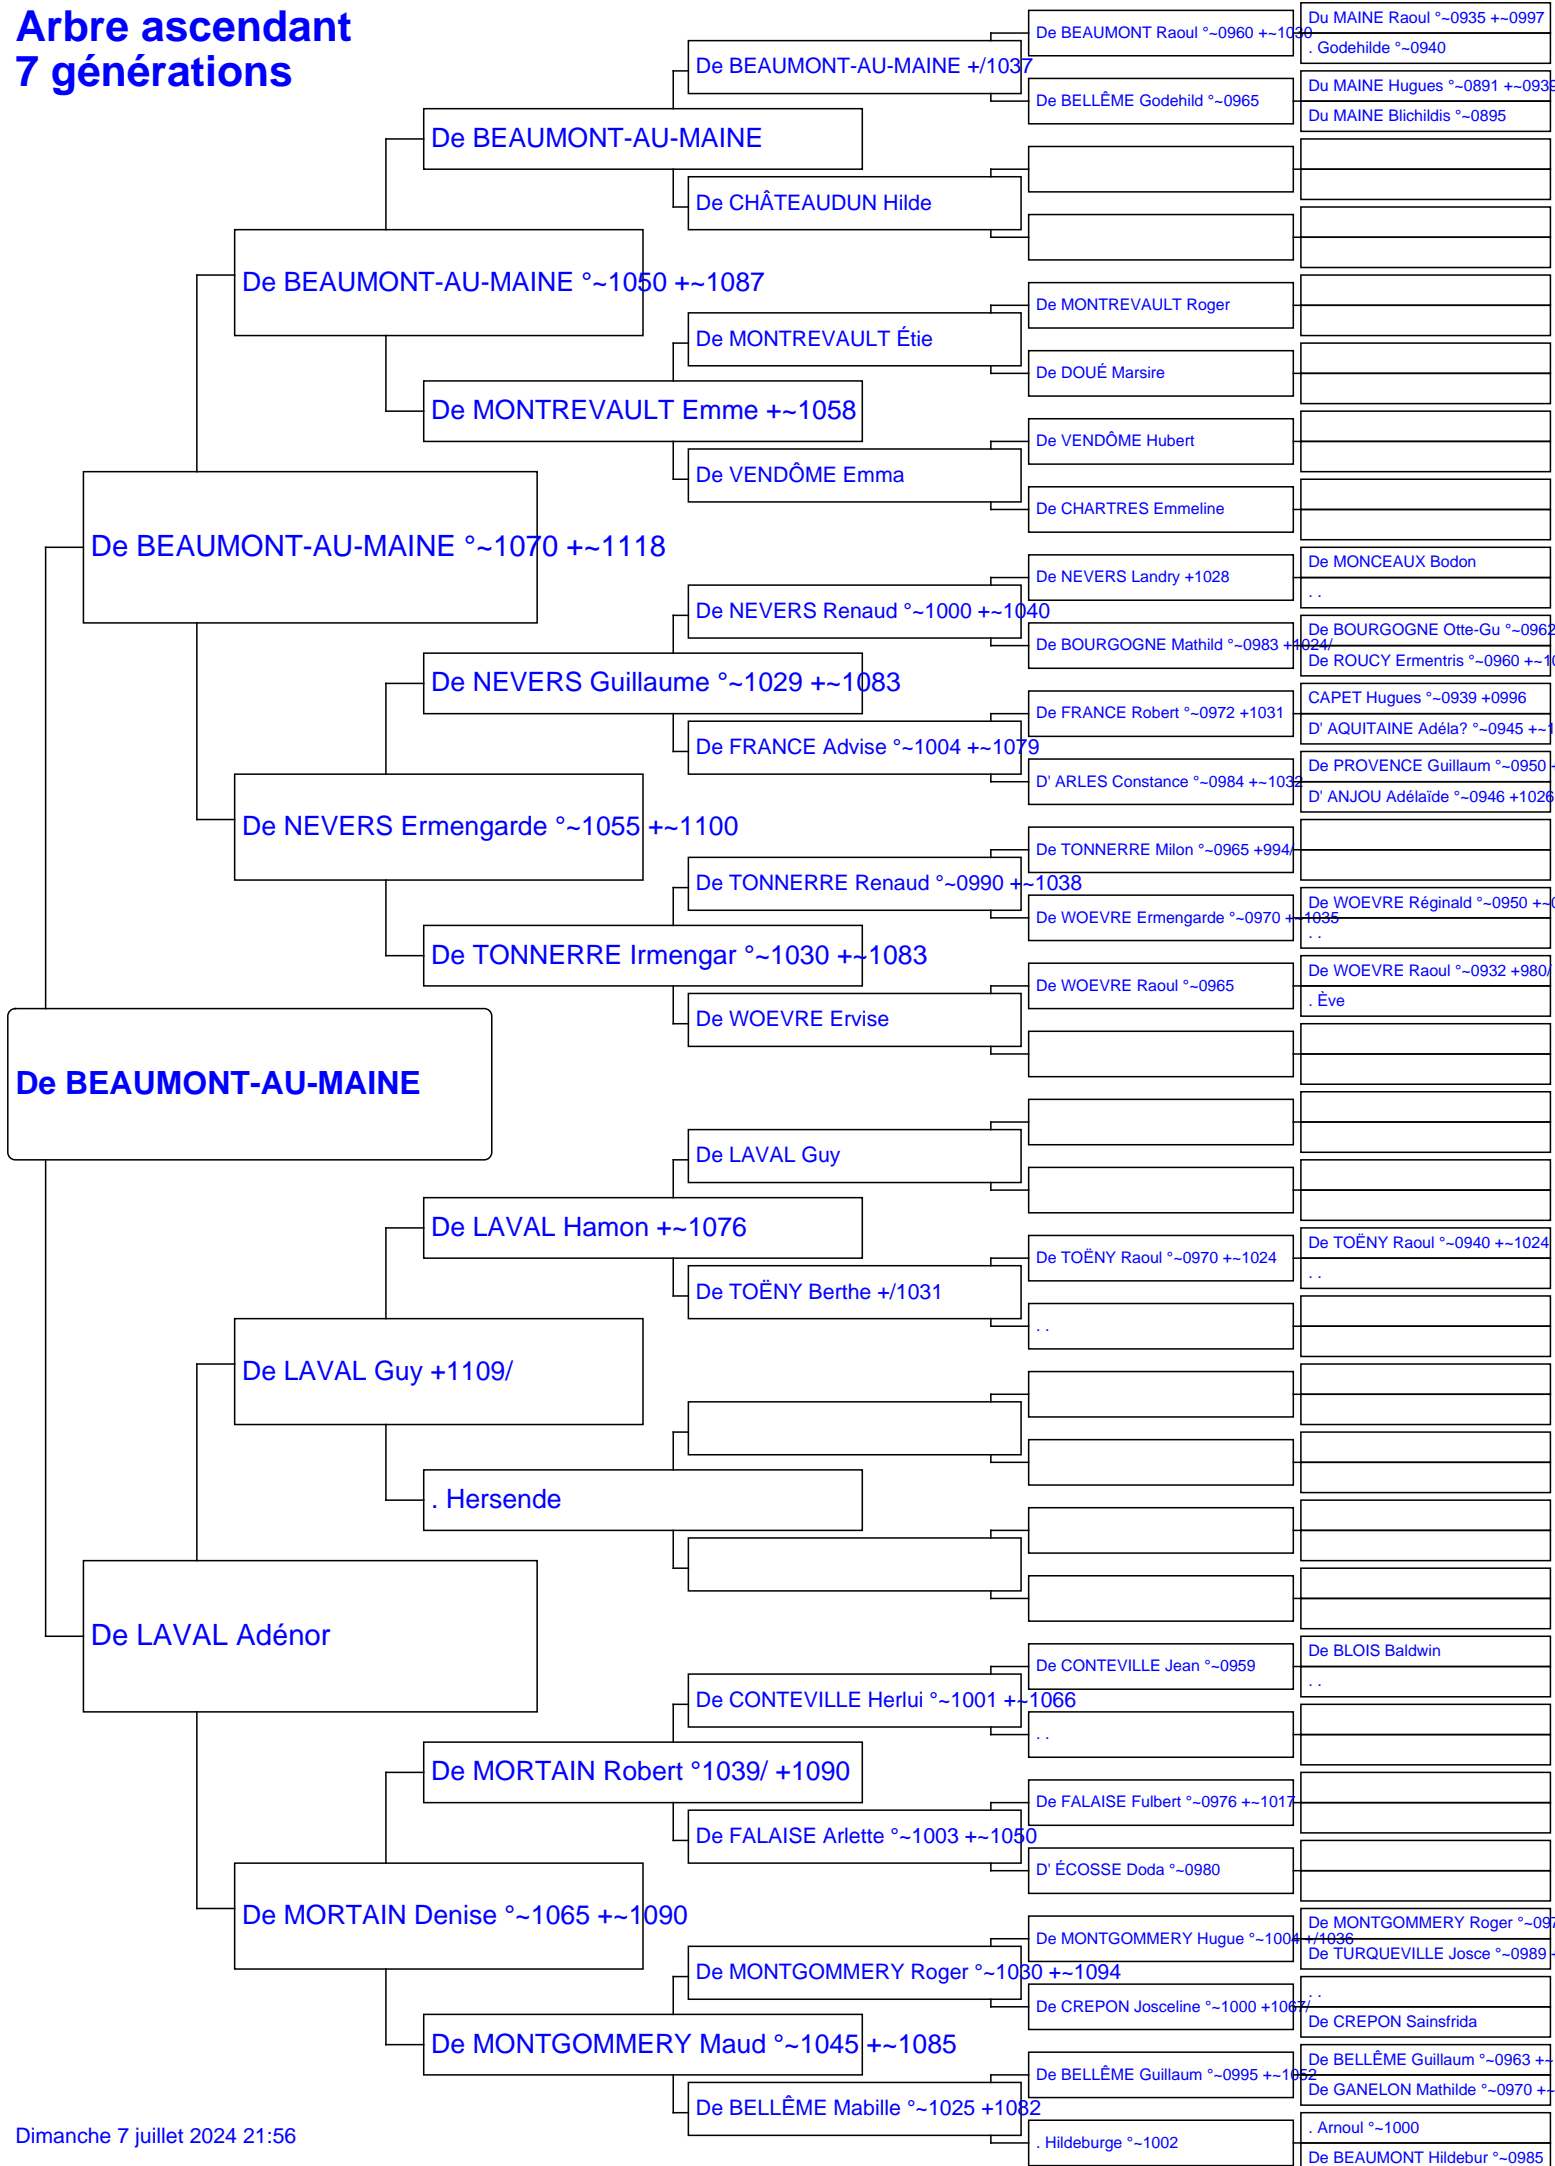 Arbre ascendant
7 générations
De BEAUMONT Raoul °~0960 +~1030
Du MAINE Raoul °~0935 +~0997
. Godehilde °~0940
De BEAUMONT-AU-MAINE +/1037
De BELLÊME Godehild °~0965
Du MAINE Hugues °~0891 +~0939
Du MAINE Blichildis °~0895
De BEAUMONT-AU-MAINE
De CHÂTEAUDUN Hilde
De BEAUMONT-AU-MAINE °~1050 +~1087
De MONTREVAULT Roger
De MONTREVAULT Étie
De DOUÉ Marsire
De MONTREVAULT Emme +~1058
De VENDÔME Hubert
De VENDÔME Emma
De CHARTRES Emmeline
De BEAUMONT-AU-MAINE °~1070 +~1118
De NEVERS Landry +1028
De MONCEAUX Bodon
. .
De NEVERS Renaud °~1000 +~1040
De BOURGOGNE Mathild °~0983 +1024/
De BOURGOGNE Otte-Gu °~0962
De ROUCY Ermentris °~0960 +~10
De NEVERS Guillaume °~1029 +~1083
De FRANCE Robert °~0972 +1031
CAPET Hugues °~0939 +0996
D' AQUITAINE Adéla? °~0945 +~1
De FRANCE Advise °~1004 +~1079
D' ARLES Constance °~0984 +~1032
De PROVENCE Guillaum °~0950 +
D' ANJOU Adélaïde °~0946 +1026
De NEVERS Ermengarde °~1055 +~1100
De TONNERRE Milon °~0965 +994/
De TONNERRE Renaud °~0990 +~1038
De WOEVRE Ermengarde °~0970 +~1035
De WOEVRE Réginald °~0950 +~0
. .
De TONNERRE Irmengar °~1030 +~1083
De WOEVRE Raoul °~0965
De WOEVRE Raoul °~0932 +980/
. Ève
De WOEVRE Ervise
De BEAUMONT-AU-MAINE
De LAVAL Guy
De LAVAL Hamon +~1076
De TOËNY Raoul °~0970 +~1024
De TOËNY Raoul °~0940 +~1024
. .
De TOËNY Berthe +/1031
. .
De LAVAL Guy +1109/
. Hersende
De LAVAL Adénor
De CONTEVILLE Jean °~0959
De BLOIS Baldwin
. .
De CONTEVILLE Herlui °~1001 +~1066
. .
De MORTAIN Robert °1039/ +1090
De FALAISE Fulbert °~0976 +~1017
De FALAISE Arlette °~1003 +~1050
D' ÉCOSSE Doda °~0980
De MORTAIN Denise °~1065 +~1090
De MONTGOMMERY Hugue °~1004 +/1036
De MONTGOMMERY Roger °~097
De TURQUEVILLE Josce °~0989 +
De MONTGOMMERY Roger °~1030 +~1094
De CREPON Josceline °~1000 +1067/
. .
De CREPON Sainsfrida
De MONTGOMMERY Maud °~1045 +~1085
De BELLÊME Guillaum °~0995 +~1052
De BELLÊME Guillaum °~0963 +~
De GANELON Mathilde °~0970 +~
De BELLÊME Mabille °~1025 +1082
. Hildeburge °~1002
. Arnoul °~1000
De BEAUMONT Hildebur °~0985
Dimanche 7 juillet 2024 21:56